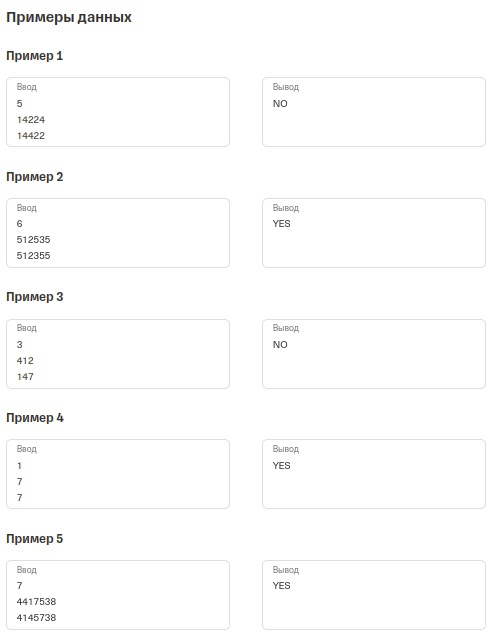 Примеры данных
Пример 1
Ввод
5
14224
14422
Вывод
NO
Пример 2
Ввод
6
512535
512355
Вывод
YES
Пример 3
Ввод
3
412
147
Вывод
NO
Пример 4
Ввод
1
7
7
Вывод
YES
Пример 5
Ввод
7
4417538
4145738
Вывод
YES